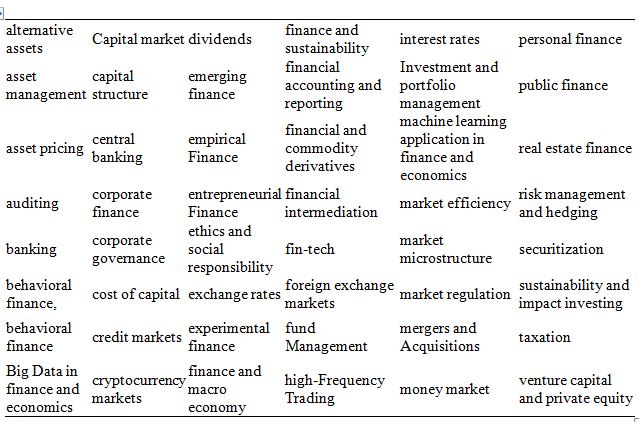 alternative assets
Capital market
dividends
finance and sustainability
interest rates
personal finance
asset management
capital structure
emerging finance
financial accounting and reporting
Investment and portfolio management
public finance
asset pricing
central banking
empirical Finance
financial and commodity derivatives
machine learning application in finance and economics
real estate finance
auditing
corporate finance
entrepreneurial Finance
financial intermediation
market efficiency
risk management and hedging
banking
corporate governance
ethics and social responsibility
fin-tech
market microstructure
securitization
behavioral finance,
cost of capital
exchange rates
foreign exchange markets
market regulation
sustainability and impact investing
behavioral finance
credit markets
experimental finance
fund Management
mergers and Acquisitions
taxation
Big Data in finance and economics
cryptocurrency markets
finance and macro economy
high-Frequency Trading
money market
venture capital and private equity